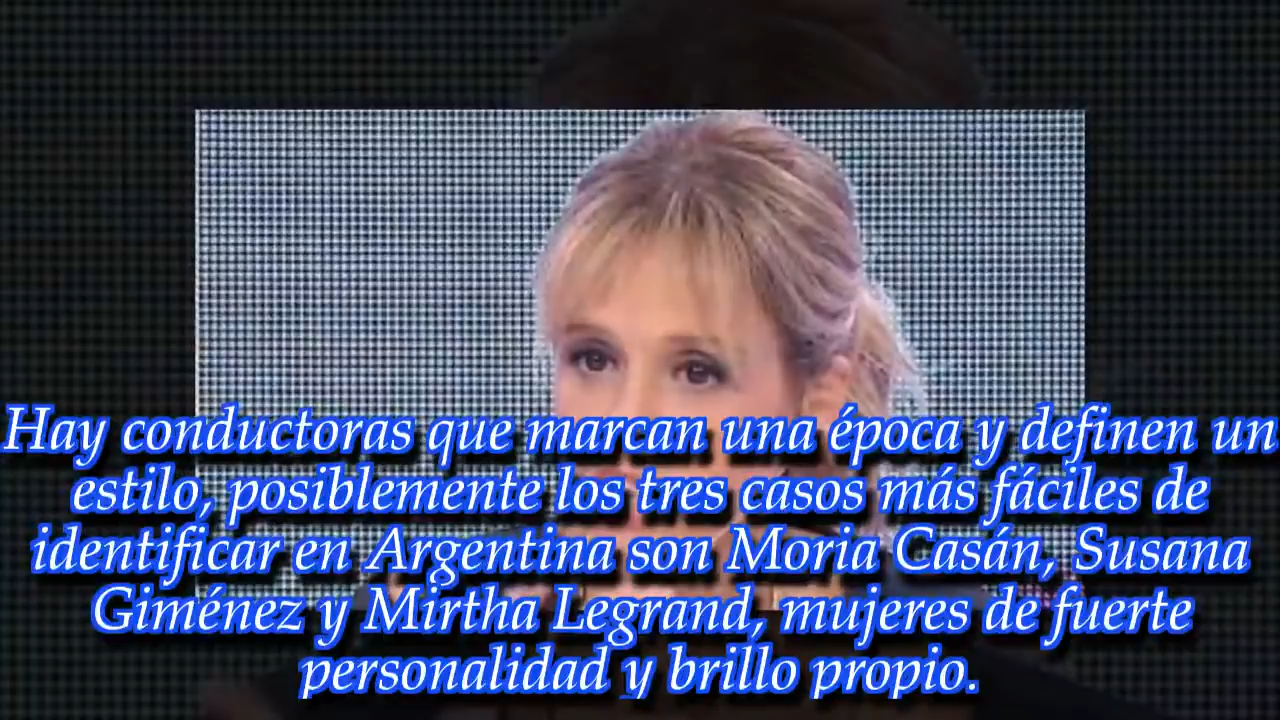 Hay conductoras que marcan una época y definen un
estilo, posiblemente los tres casos más fáciles de
identificar en Argentina son Moria Casán, Susana
Giménez y Mirtha Legrand, mujeres de fuerte
personalidad y brillo propio.